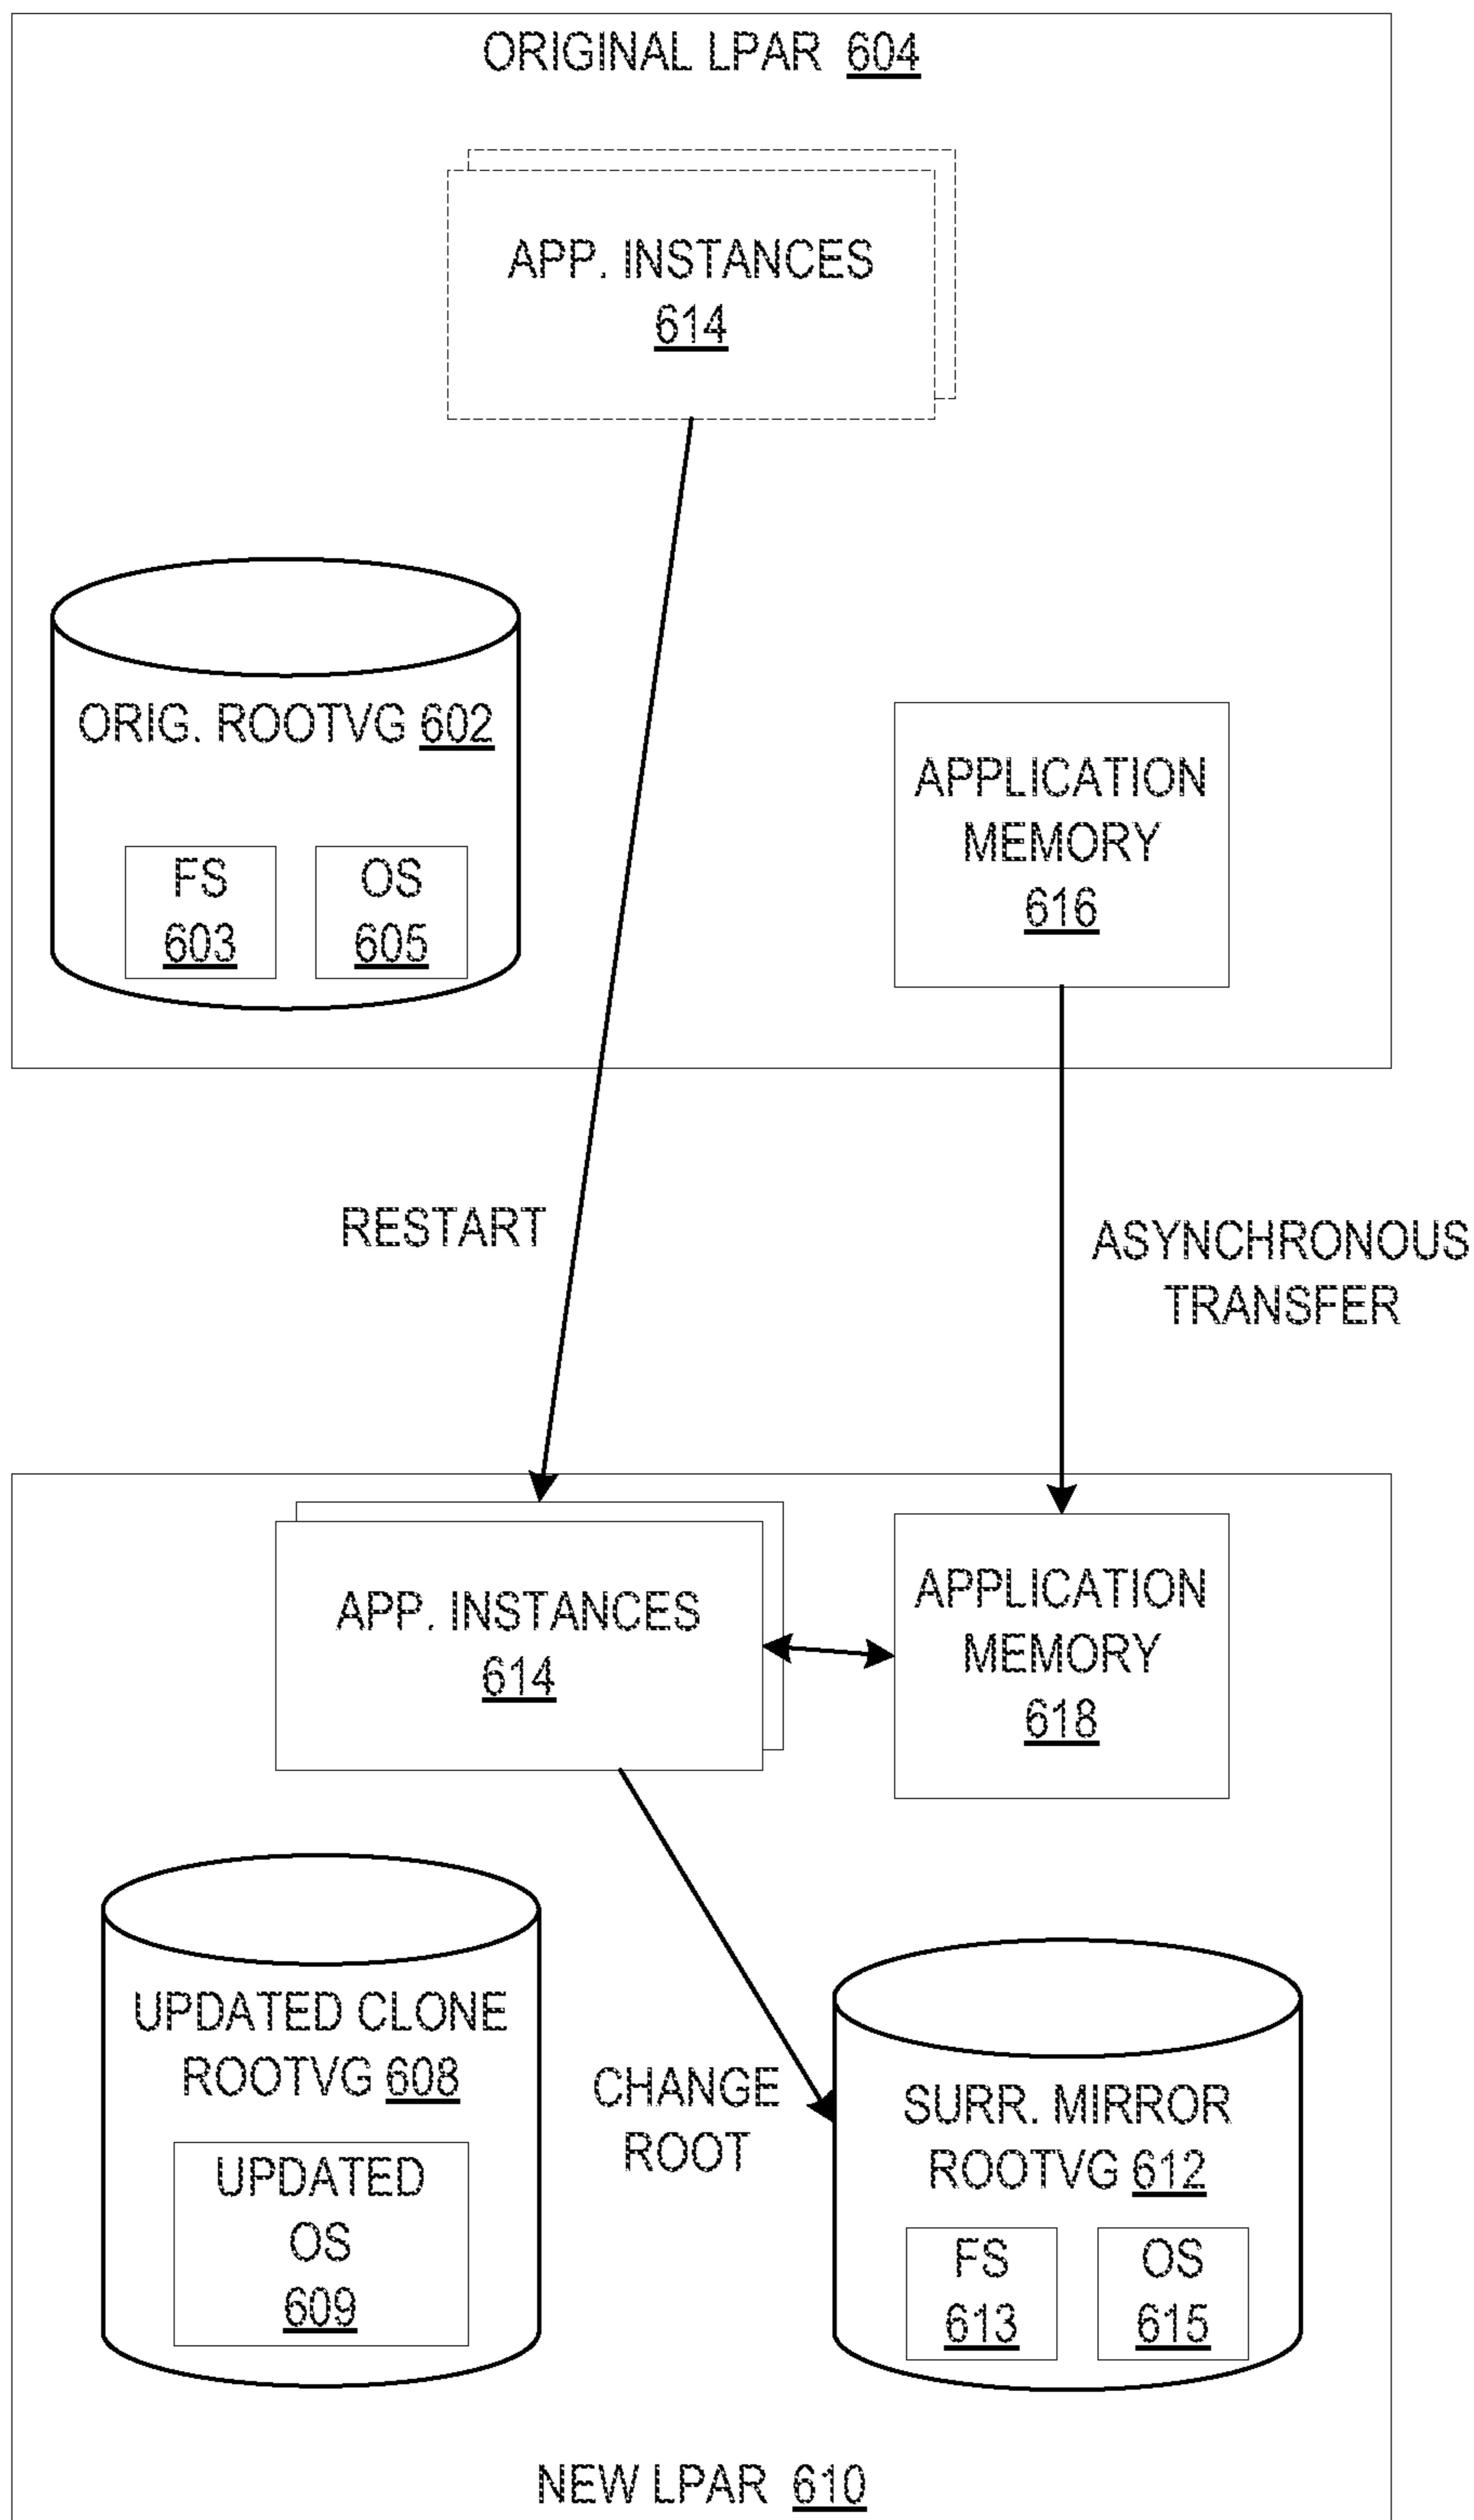 ORIGINAL LPAR 604
APP. INSTANCES
614
ORIG. ROOTVG 602
FS
603
OS
605
APPLICATION
MEMORY
616
RESTART
ASYNCHRONOUS
TRANSFER
APP. INSTANCES
614
APPLICATION
MEMORY
618
UPDATED CLONE
ROOTVG 608
UPDATED
OS
609
CHANGE
ROOT
SURR. MIRROR
ROOTVG 612
FS
613
OS
615
NEW LPAR 610